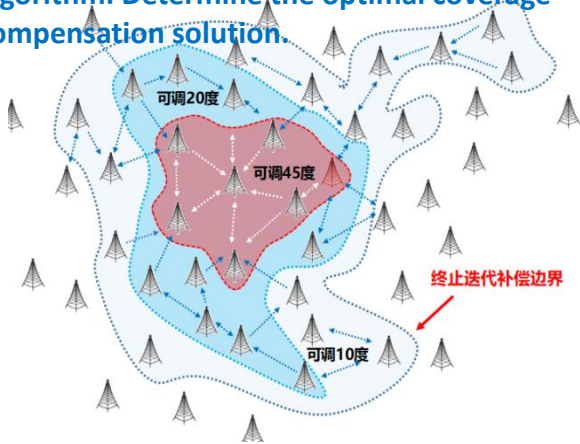 lgorithm. Determine the optimal coverage
ompensation solution.
可调20度
可调45度
终止迭代补偿边界
可调10度